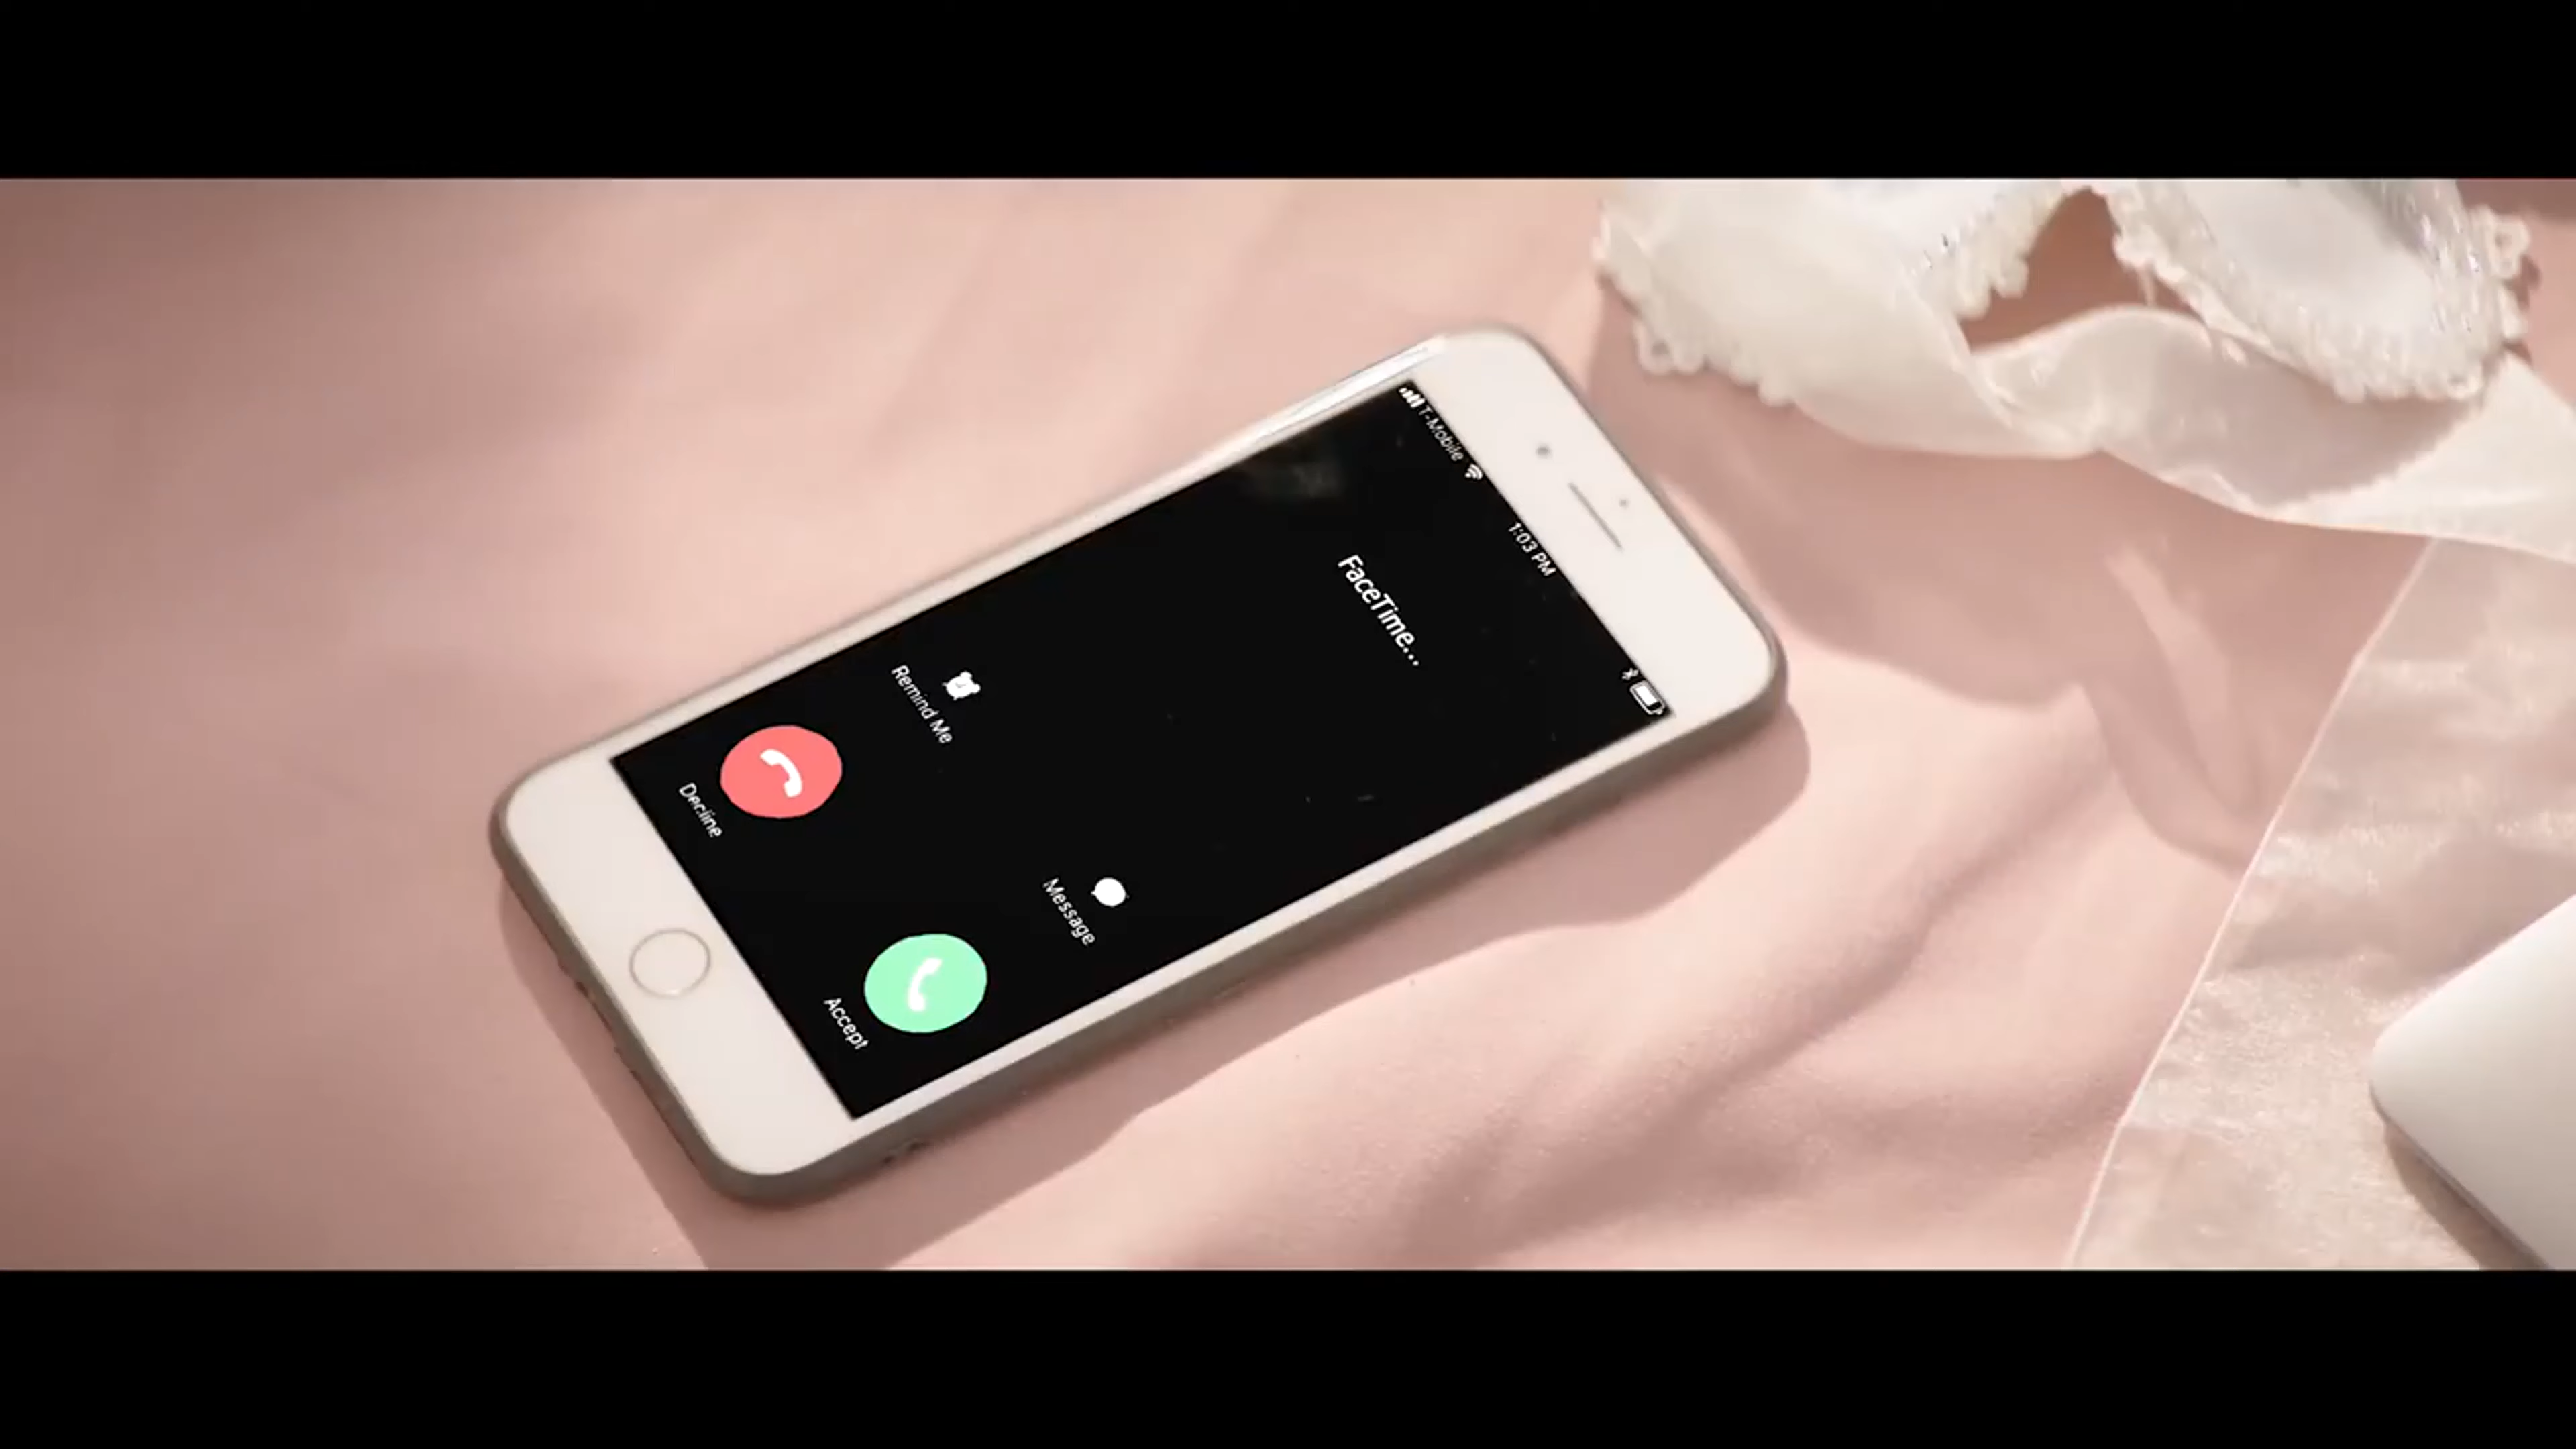 T-Mobile
1:03 PM
FaceTime...
Remind Me
Message
Decline
Accept